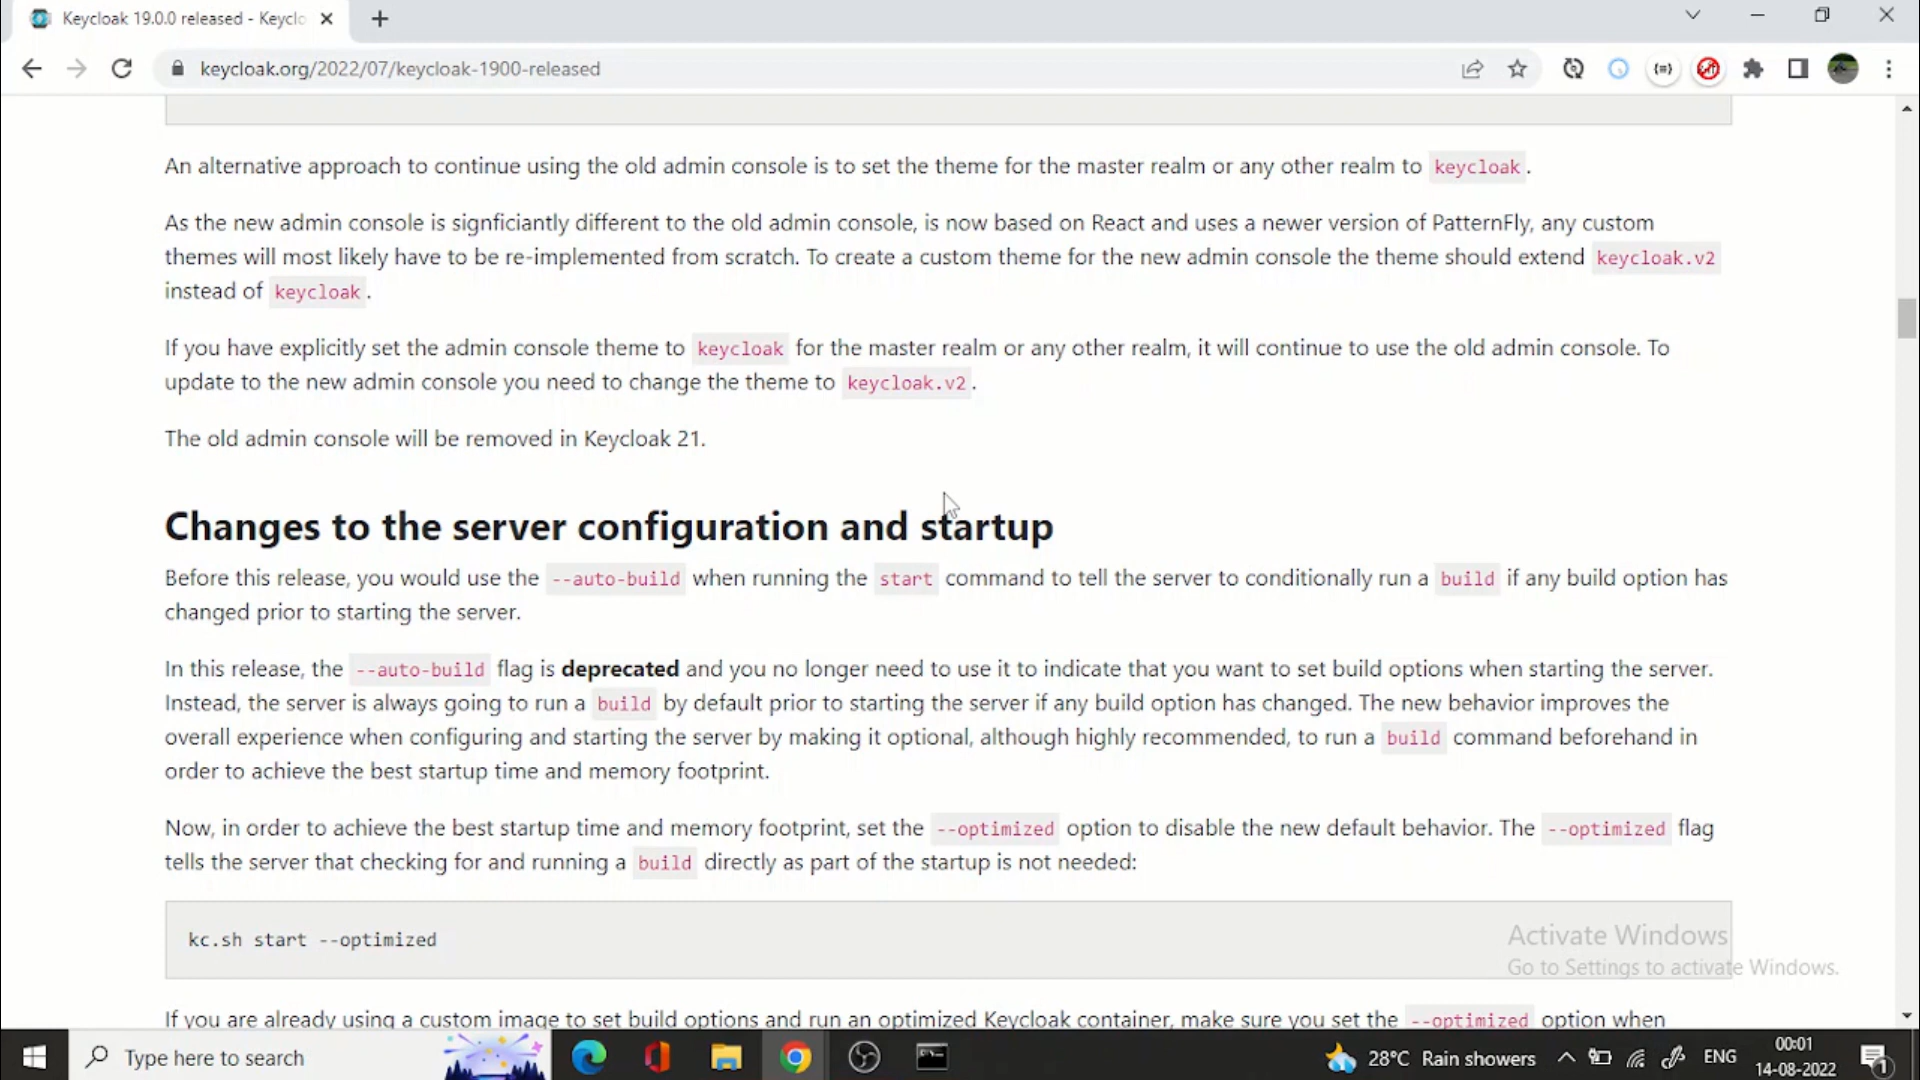 Keycloak 19.0.0 released - Keyclo
keycloak.org/2022/07/keycloak-1900-released
An alternative approach to continue using the old admin console is to set the theme for the master realm or any other realm to keycloak.
As the new admin console is signficiantly different to the old admin console, is now based on React and uses a newer version of PatternFly, any custom
themes will most likely have to be re-implemented from scratch. To create a custom theme for the new admin console the theme should extend keycloak.v2
instead of keycloak.
If you have explicitly set the admin console theme to keycloak for the master realm or any other realm, it will continue to use the old admin console. To
update to the new admin console you need to change the theme to keycloak.v2.
The old admin console will be removed in Keycloak 21.
Changes to the server configuration and startup
Before this release, you would use the --auto-build when running the start command to tell the server to conditionally run a build if any build option has
changed prior to starting the server.
In this release, the --auto-build flag is deprecated and you no longer need to use it to indicate that you want to set build options when starting the server.
Instead, the server is always going to run a build by default prior to starting the server if any build option has changed. The new behavior improves the
overall experience when configuring and starting the server by making it optional, although highly recommended, to run a build command beforehand in
order to achieve the best startup time and memory footprint.
Now, in order to achieve the best startup time and memory footprint, set the --optimized option to disable the new default behavior. The --optimized flag
tells the server that checking for and running a build directly as part of the startup is not needed:
kc.sh start --optimized
Activate Windows
Go to Settings to activate Windows.
If you are already using a custom image to set build options and run an optimized Keycloak container, make sure you set the --optimized option when
Type here to search
28°C Rain showers
ENG
00:01
14-08-2022
1